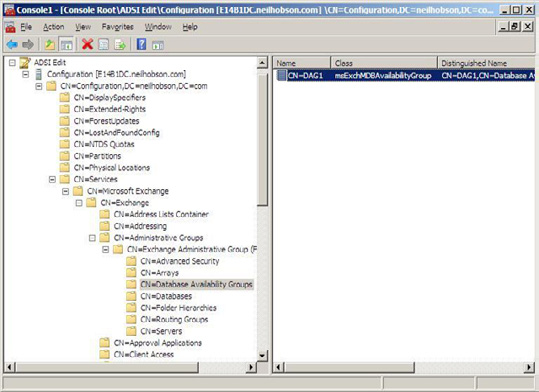 Console1 - [Console Root\ADSI Edit\Configuration [E14B1DC.neilhobson.com] \CN=Configuration,DC=neilhobson,DC=co...
File Action View Favorites Window Help
ADSI Edit
Configuration [E14B1DC.neilhobson.com]
CN=Configuration,DC=neilhobson,DC=com
CN=DisplaySpecifiers
CN=Extended-Rights
CN=ForestUpdates
CN=LostAndFoundConfig
CN=NTDS Quotas
CN=Partitions
CN=Physical Locations
CN=Services
CN=Microsoft Exchange
CN=Exchange
CN=Address Lists Container
CN=Addressing
CN=Administrative Groups
CN=Exchange Administrative Group (F
CN=Advanced Security
CN=Arrays
CN=Database Availability Groups
CN=Databases
CN=Folder Hierarchies
CN=Routing Groups
CN=Servers
CN=Approval Applications
CN=Client Access
Name Class Distinguished Name
CN=DAG1 msExchMDBAvailabilityGroup CN=DAG1,CN=Database Av